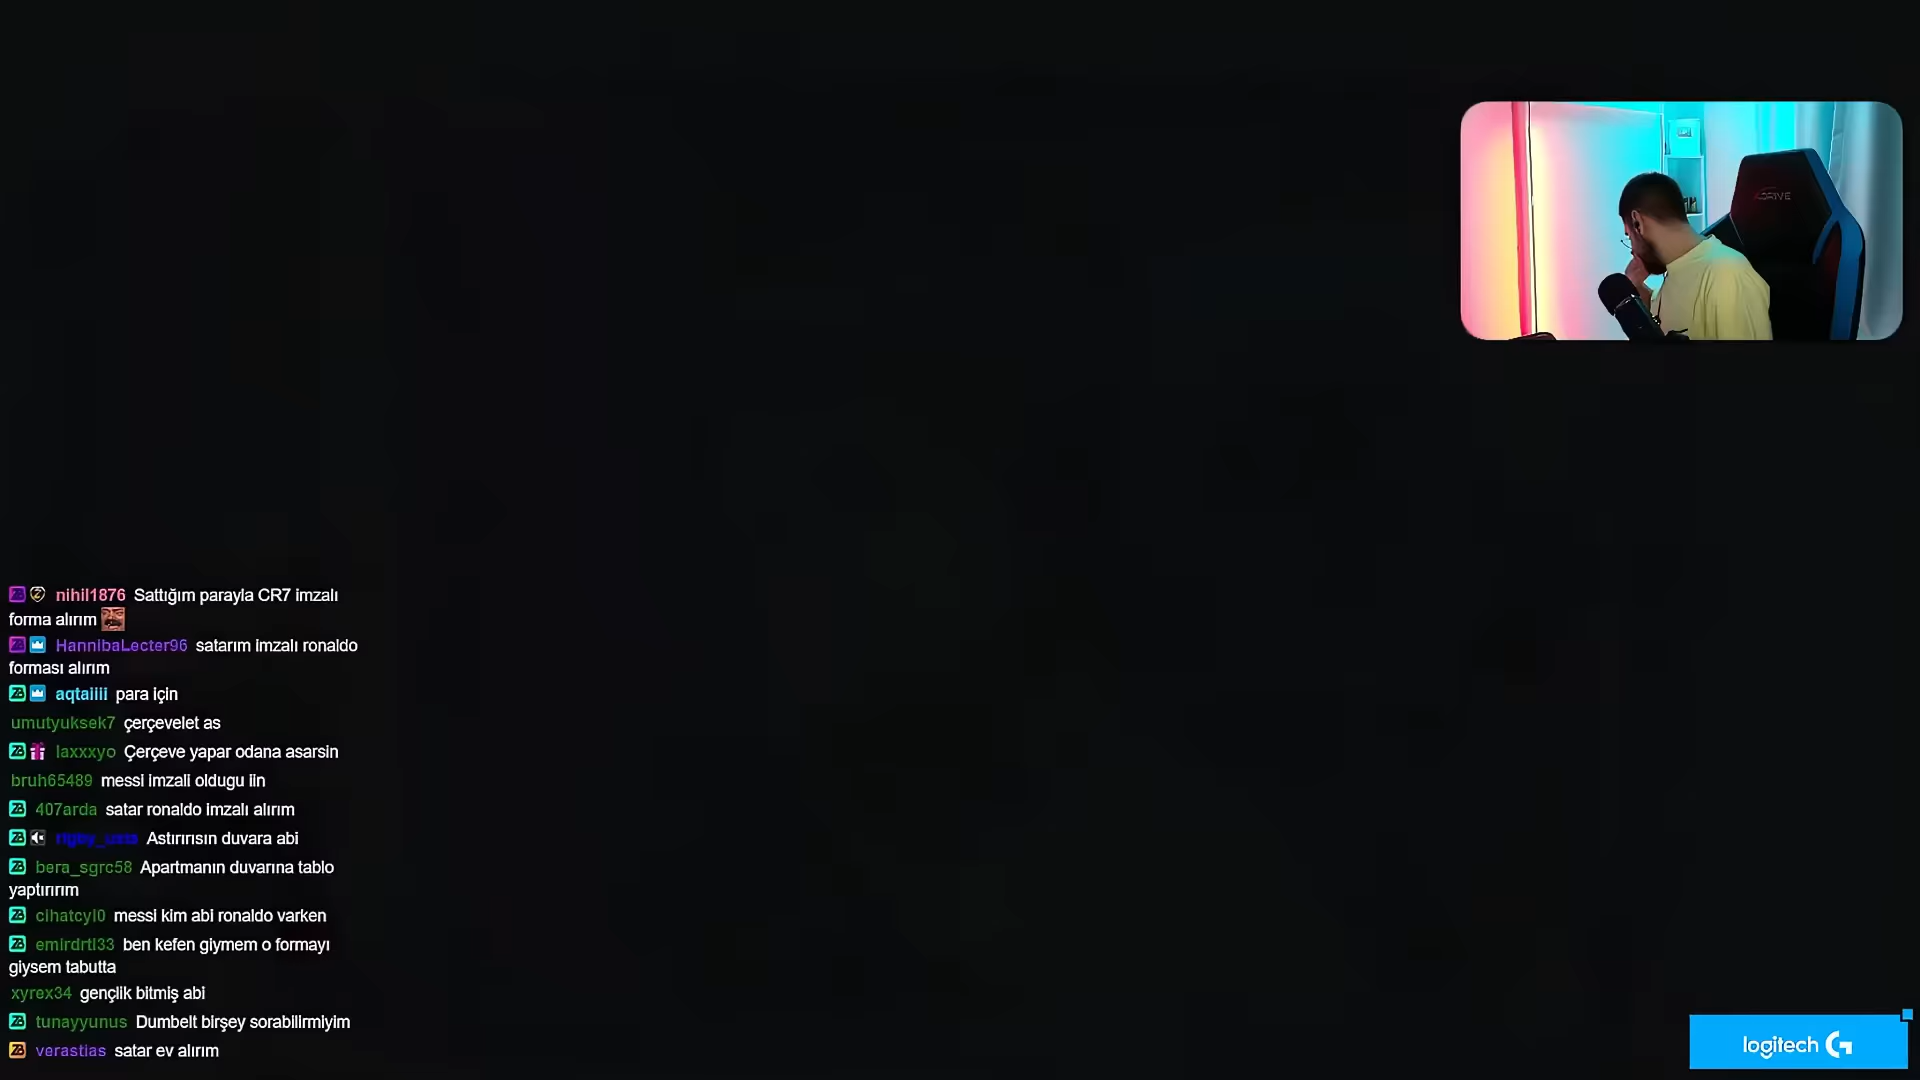 nihil1876 Sattığım parayla CR7 imzalı
forma alırım
HannibaLecter96 satarım imzalı ronaldo
forması alırım
aqtaiiii para için
umutyuksek7 çerçevelet as
laxxxyo Çerçeve yapar odana asarsin
bruh65489 messi imzali oldugu iin
407arda satar ronaldo imzalı alırım
Astırırısın duvara abi
bera_sgrc58 Apartmanın duvarına tablo
yaptırırım
cihatcyl0 messi kim abi ronaldo varken
emirdrtl33 ben kefen giymem o formayı
giysem tabutta
xyrex34 gençlik bitmiş abi
tunayyunus Dumbelt birşey sorabilirmiyim
verastias satar ev alırım
logitech G